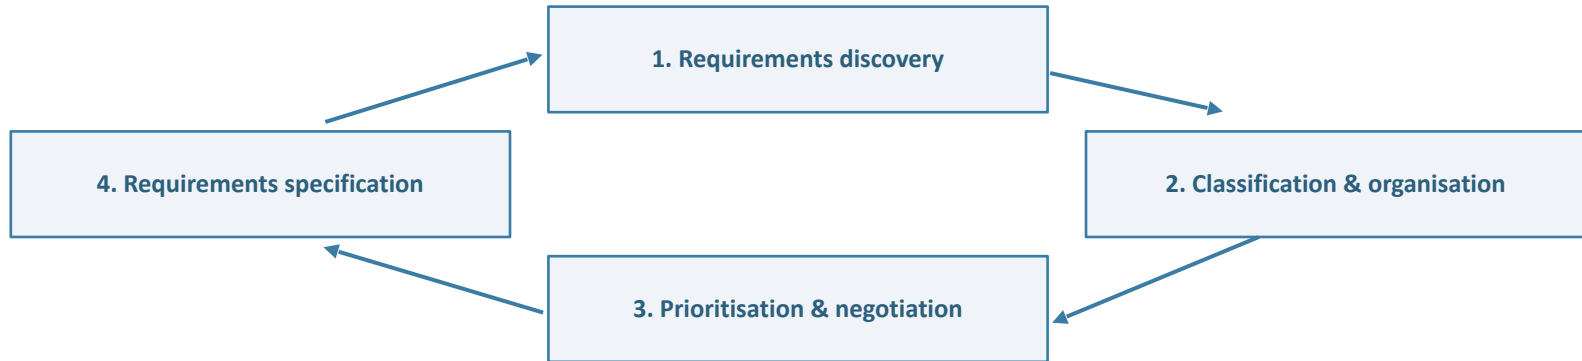 1. Requirements discovery
2. Classification & organisation
3. Prioritisation & negotiation
4. Requirements specification